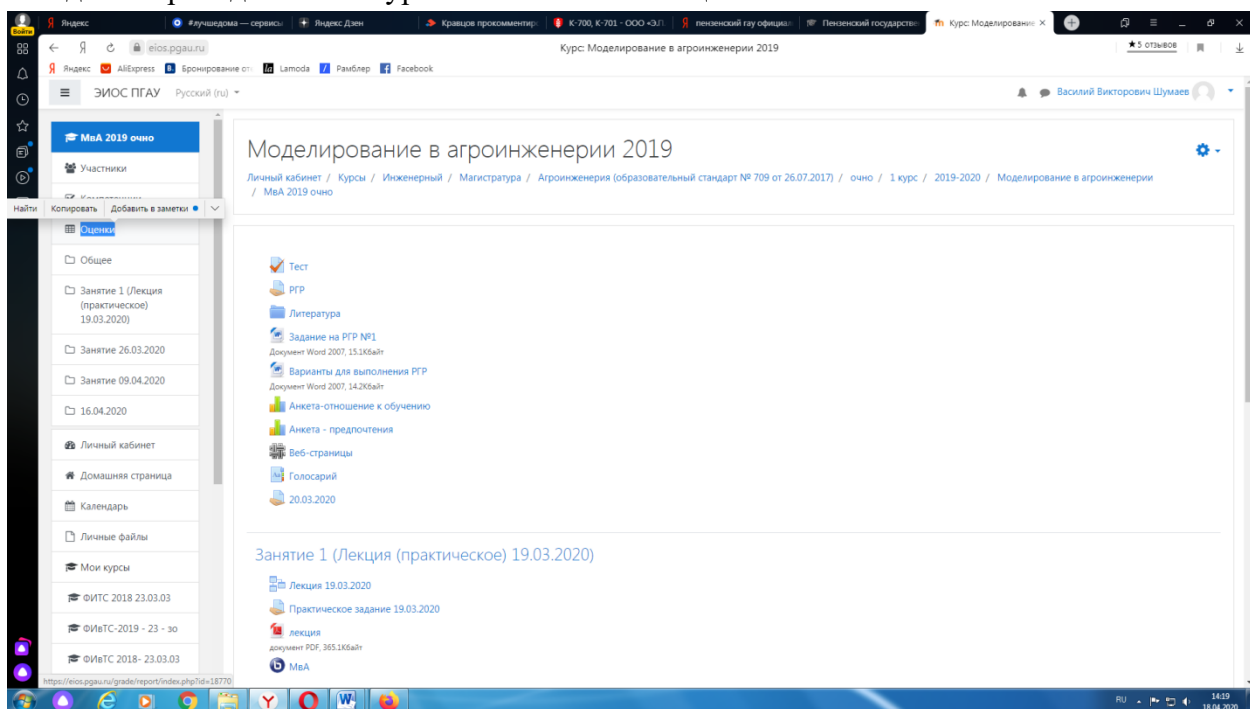 Яндекс
#лучшедома — сервисы
Яндекс Дзен
Кравцов прокомментир
К-700, К-701 - ООО «Э.П.
пензенский гау официал
Пензенский государстве
Курс: Моделирование
Войти
eios.pgau.ru
Курс: Моделирование в агроинженерии 2019
★5 отзывов
Яндекс
AliExpress
Бронирование от
Lamoda
Рамблер
Facebook
ЭИОС ПГАУ
Русский (ru)
Василий Викторович Шумаев
МвА 2019 очно
Участники
Найти
Копировать
Добавить в заметки
Оценки
Общее
Занятие 1 (Лекция
(практическое)
19.03.2020)
Занятие 26.03.2020
Занятие 09.04.2020
16.04.2020
Личный кабинет
Домашняя страница
Календарь
Личные файлы
Мои курсы
ФИТС 2018 23.03.03
ФИвТС-2019 - 23 - зо
ФИвТС 2018- 23.03.03
Моделирование в агроинженерии 2019
Личный кабинет / Курсы / Инженерный / Магистратура / Агроинженерия (образовательный стандарт № 709 от 26.07.2017) / очно / 1 курс / 2019-2020 / Моделирование в агроинженерии
/ МвА 2019 очно
Тест
РГР
Литература
Задание на РГР №1
Документ Word 2007, 15.1Кбайт
Варианты для выполнения РГР
Документ Word 2007, 14.2Кбайт
Анкета-отношение к обучению
Анкета - предпочтения
Веб-страницы
Голосарий
20.03.2020
Занятие 1 (Лекция (практическое) 19.03.2020)
Лекция 19.03.2020
Практическое задание 19.03.2020
лекция
документ PDF, 365.1Кбайт
МвА
https://eios.pgau.ru/grade/report/index.php?id=18770
RU
14:19
18.04.2020